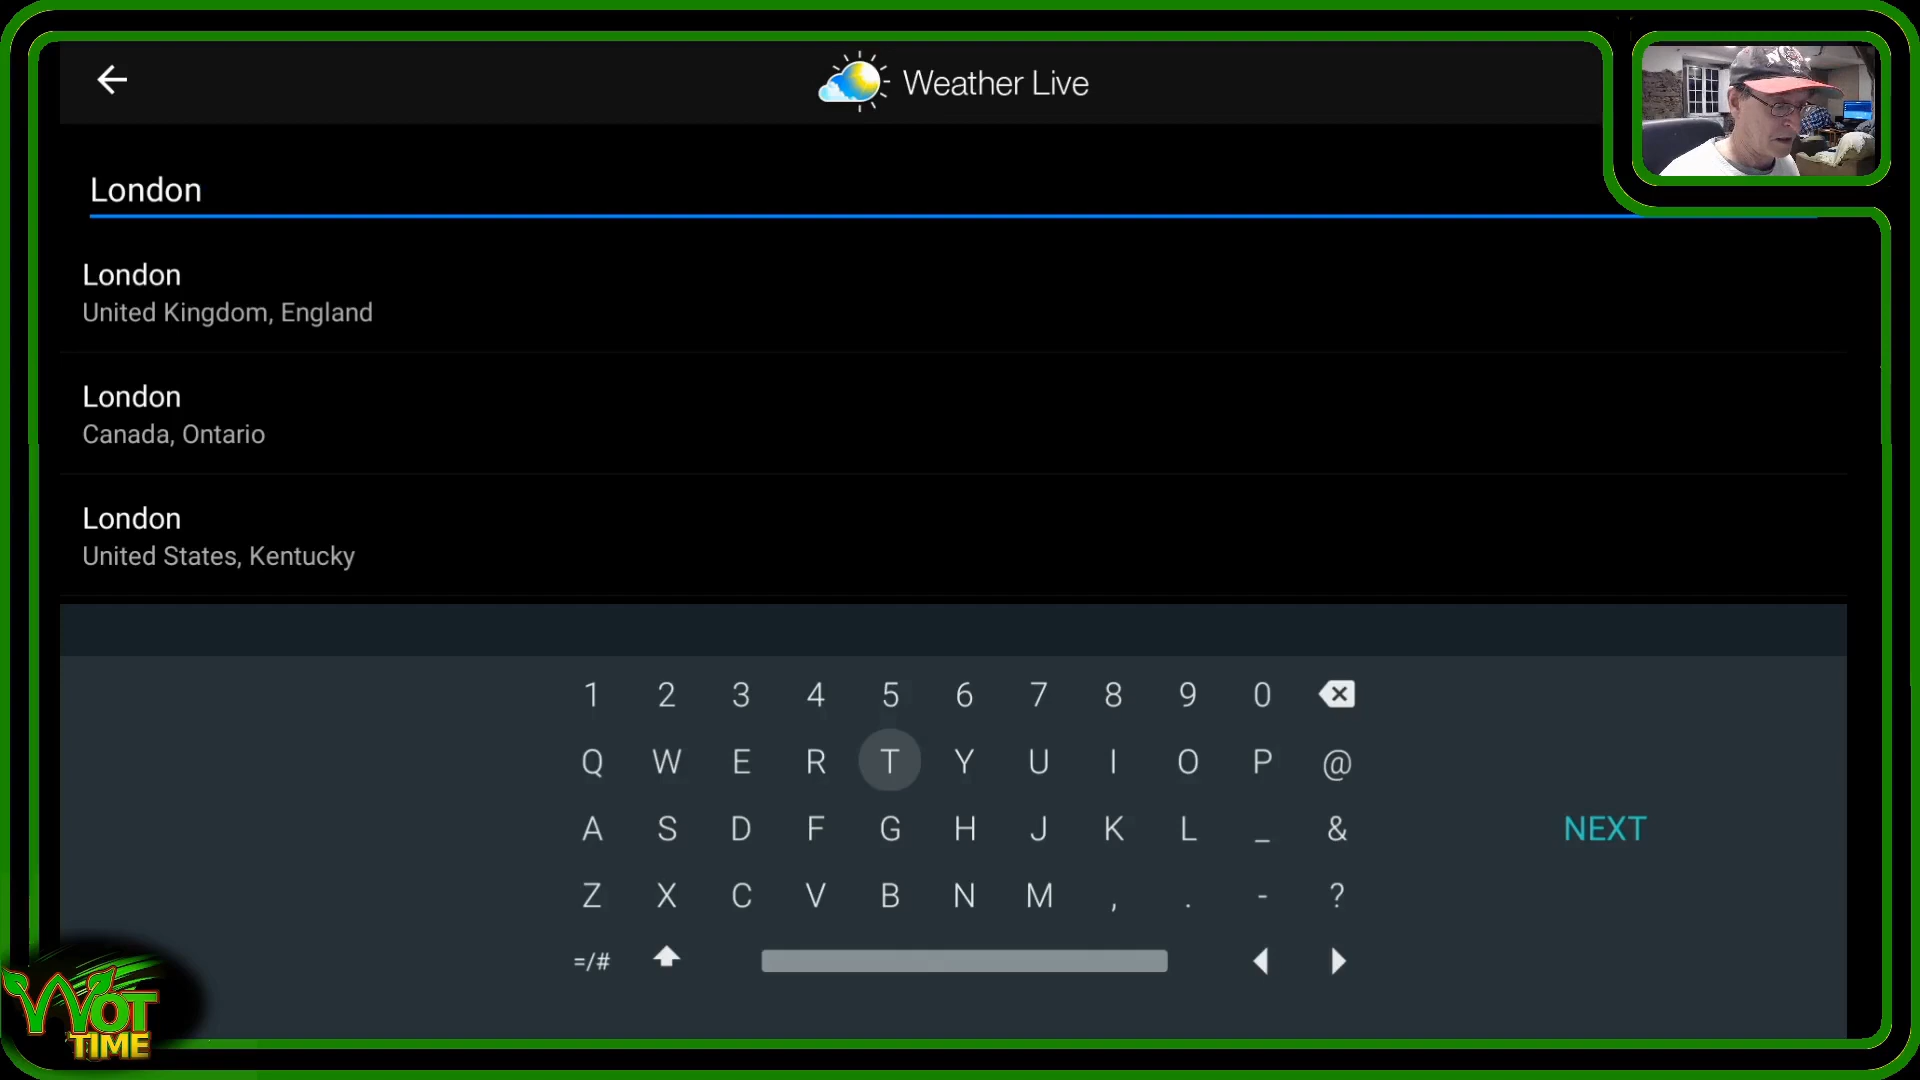 Weather Live
London
London
United Kingdom, England
London
Canada, Ontario
London
United States, Kentucky
1 2 3 4 5 6 7 8 9 0
Q W E R T Y U I O P @
A S D F G H J K L _ &
NEXT
Z X C V B N M , . - ?
=/#
WOT
TIME